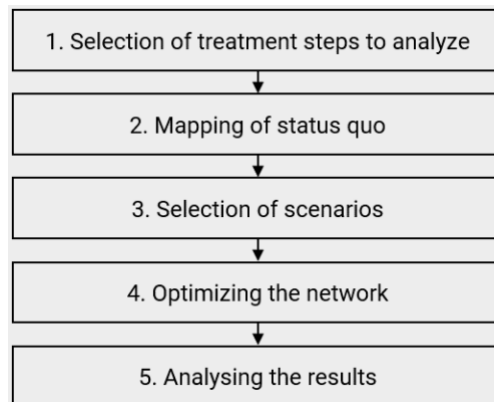 1. Selection of treatment steps to analyze
2. Mapping of status quo
3. Selection of scenarios
4. Optimizing the network
5. Analysing the results